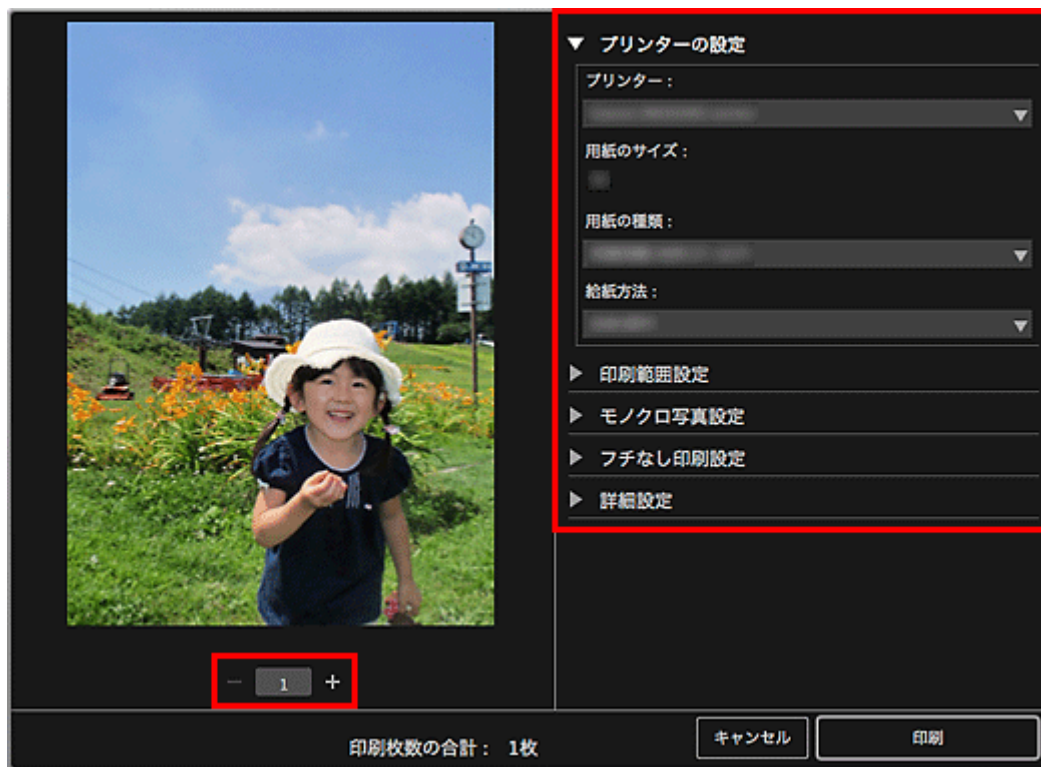 プリンターの設定
プリンター：
用紙のサイズ：
用紙の種類：
給紙方法：
印刷範囲設定
モノクロ写真設定
フチなし印刷設定
詳細設定
− 1 +
印刷枚数の合計： 1枚
キャンセル
印刷